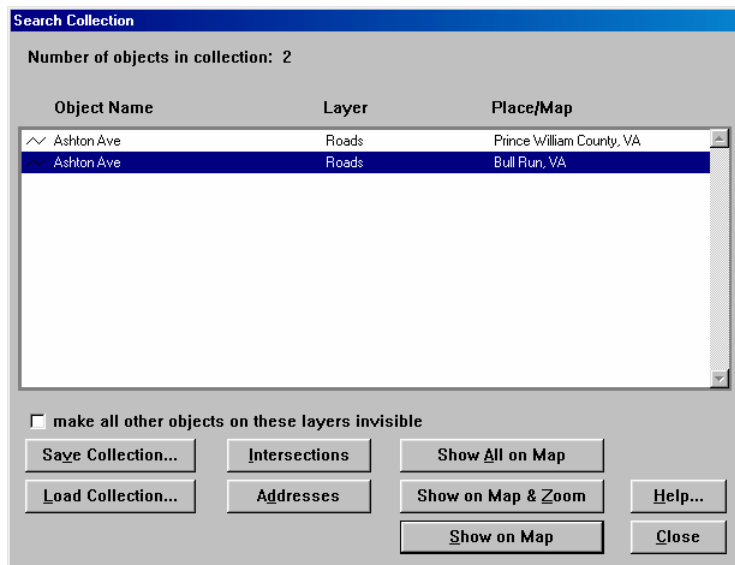 Search Collection
Number of objects in collection: 2
Object Name Layer Place/Map
Ashton Ave Roads Prince William County, VA
Ashton Ave Roads Bull Run, VA
make all other objects on these layers invisible
Save Collection... Intersections Show All on Map
Load Collection... Addresses Show on Map & Zoom Help...
Show on Map Close